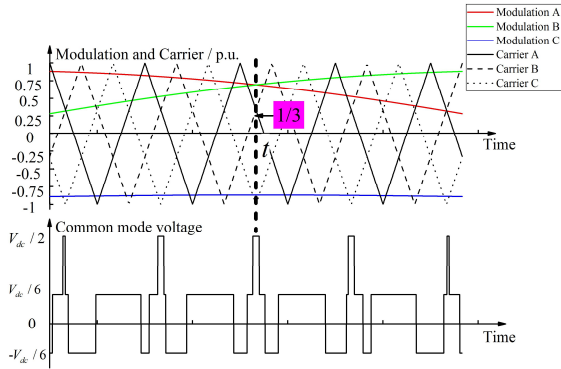 Modulation A
Modulation B
Modulation C
Carrier A
Carrier B
Carrier C
Modulation and Carrier / p.u.
1
0.75
0.5
0.25
0
-0.25
-0.5
-0.75
-1
1/3
t
Time
Common mode voltage
V_dc / 2
V_dc / 6
0
-V_dc / 6
Time